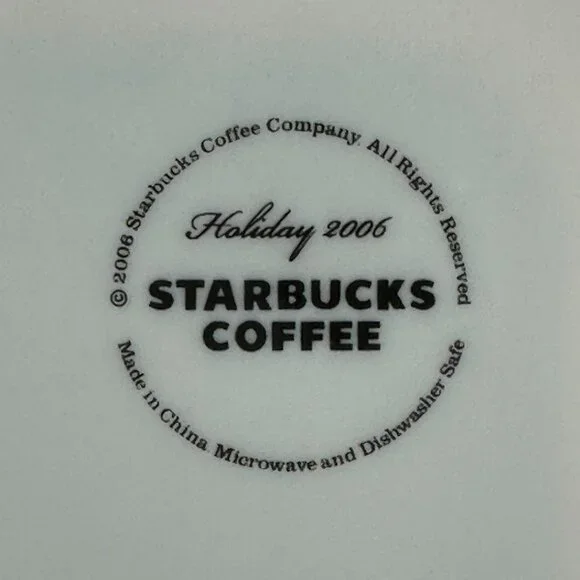 © 2006 Starbucks Coffee Company. All Rights Reserved
Holiday 2006
STARBUCKS
COFFEE
Made in China Microwave and Dishwasher Safe